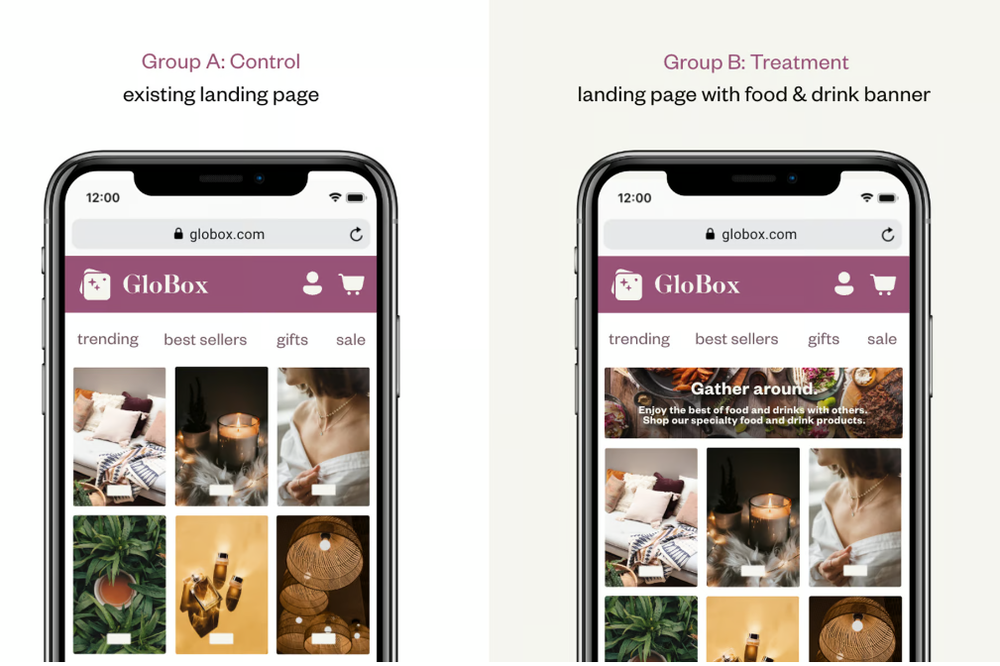 Group A: Control
existing landing page
12:00
globox.com
GloBox
trending best sellers gifts sale
Group B: Treatment
landing page with food & drink banner
12:00
globox.com
GloBox
trending best sellers gifts sale
Gather around.
Enjoy the best of food and drinks with others.
Shop our specialty food and drink products.